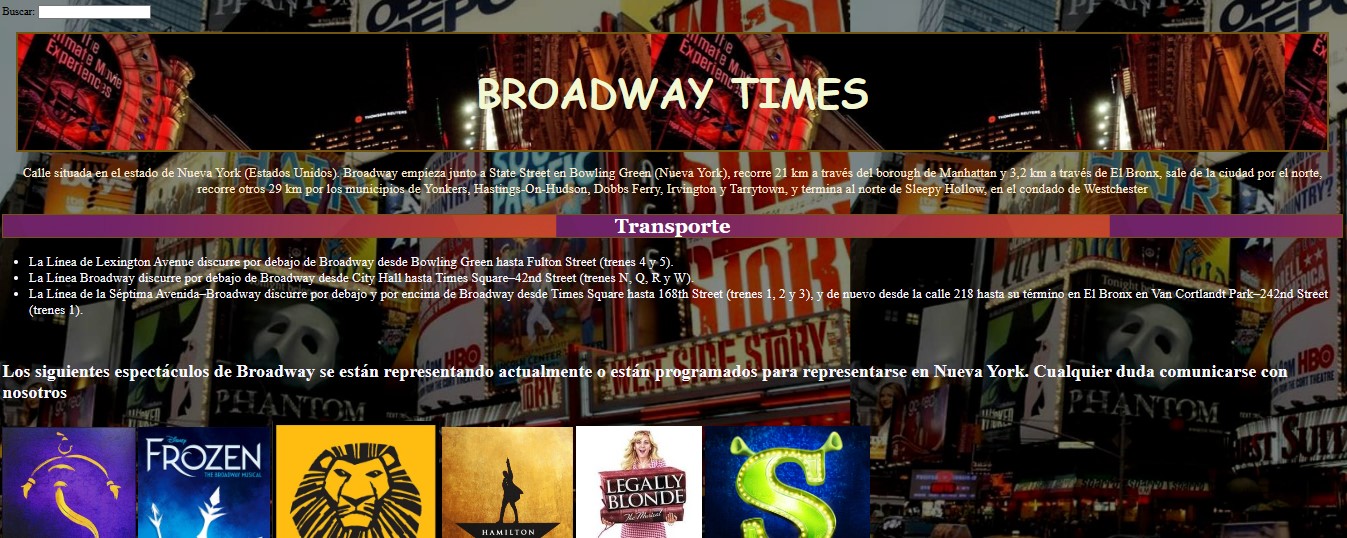 Buscar:
BROADWAY TIMES
Calle situada en el estado de Nueva York (Estados Unidos). Broadway empieza junto a State Street en Bowling Green (Nueva York), recorre 21 km a través del borough de Manhattan y 3,2 km a través de El Bronx, sale de la ciudad por el norte,
recorre otros 29 km por los municipios de Yonkers, Hastings-On-Hudson, Dobbs Ferry, Irvington y Tarrytown, y termina al norte de Sleepy Hollow, en el condado de Westchester
Transporte
La Línea de Lexington Avenue discurre por debajo de Broadway desde Bowling Green hasta Fulton Street (trenes 4 y 5).
La Línea Broadway discurre por debajo de Broadway desde City Hall hasta Times Square–42nd Street (trenes N, Q, R y W).
La Línea de la Séptima Avenida–Broadway discurre por debajo y por encima de Broadway desde Times Square hasta 168th Street (trenes 1, 2 y 3), y de nuevo desde la calle 218 hasta su término en El Bronx en Van Cortlandt Park–242nd Street
(trenes 1).
WEST SIDE STORY
HBO
PHANTOM
Los siguientes espectáculos de Broadway se están representando actualmente o están programados para representarse en Nueva York. Cualquier duda comunicarse con
nosotros
Disney
FROZEN
THE BROADWAY MUSICAL
HAMILTON
LEGALLY
BLONDE
The Musical